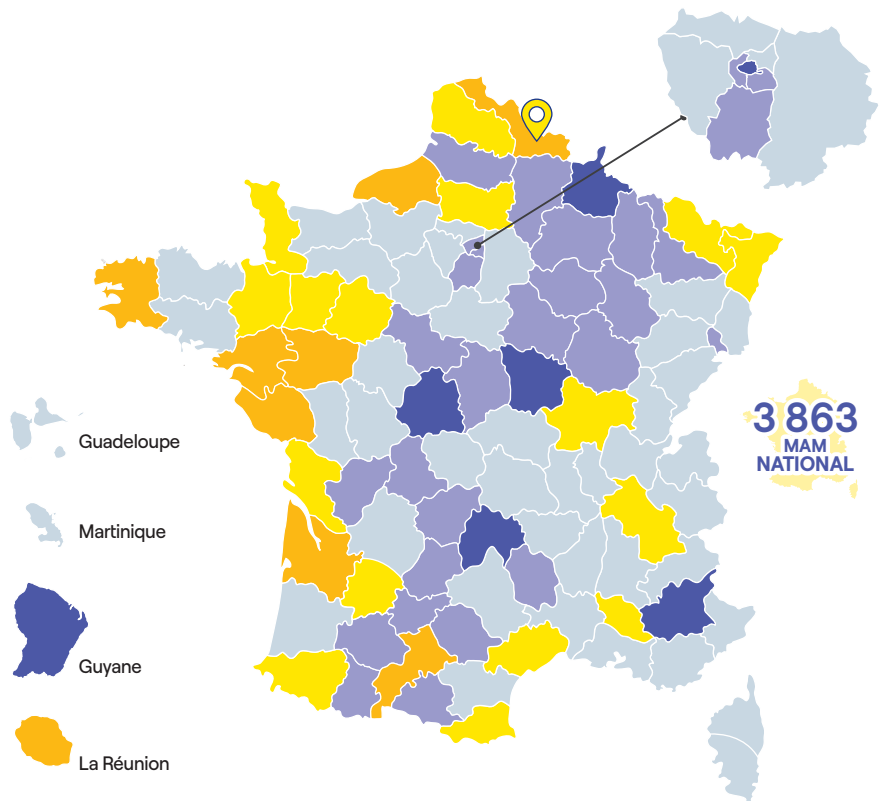 Guadeloupe
Martinique
Guyane
La Réunion
3 863
MAM
NATIONAL